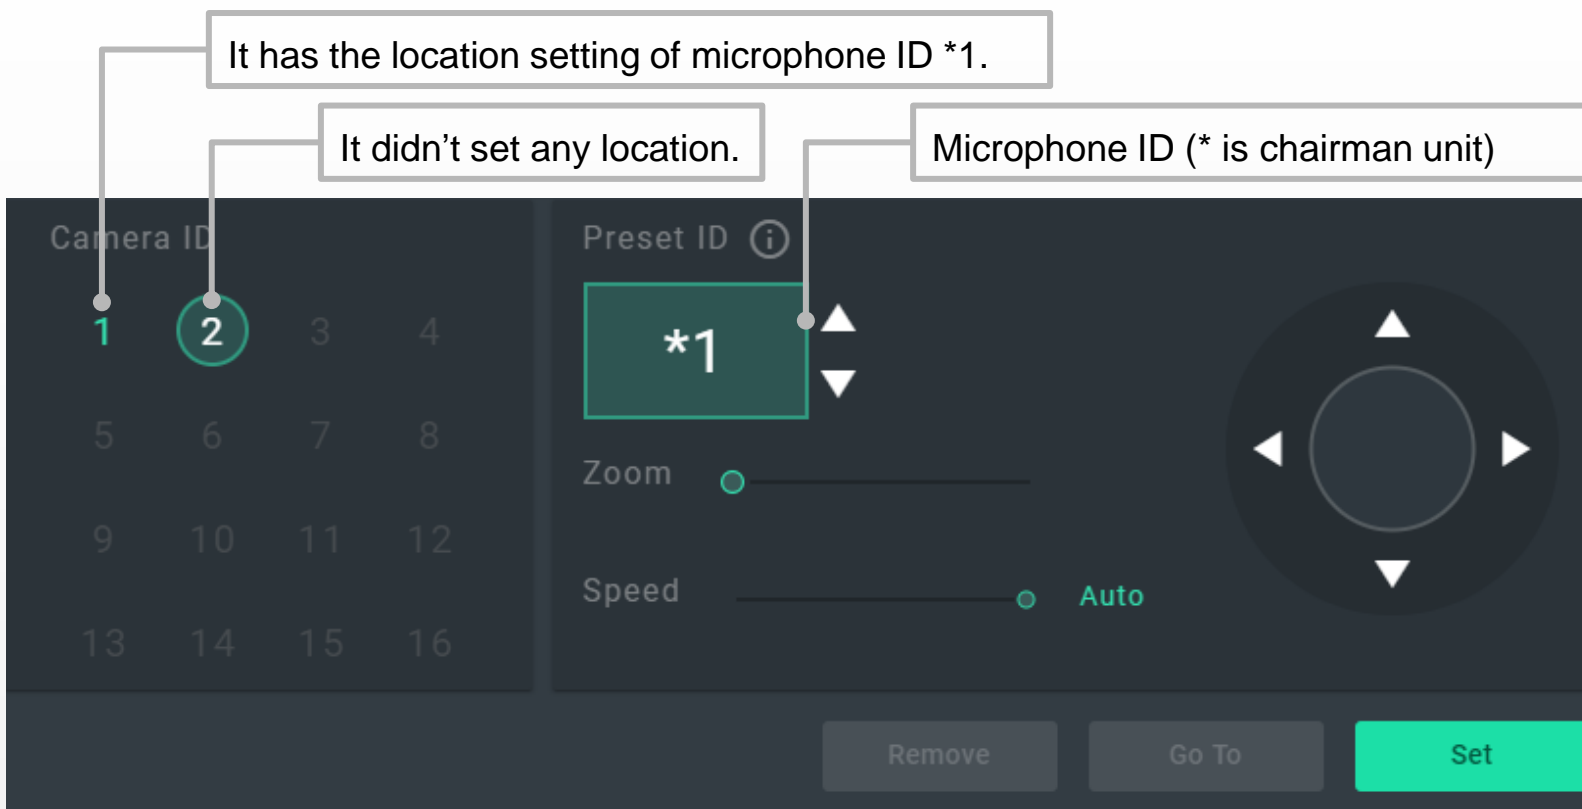 It has the location setting of microphone ID *1.
It didn't set any location.
Microphone ID (* is chairman unit)
Camera ID
1 2 3 4
5 6 7 8
9 10 11 12
13 14 15 16
Preset ID
*1
Zoom
Speed
Auto
Remove
Go To
Set